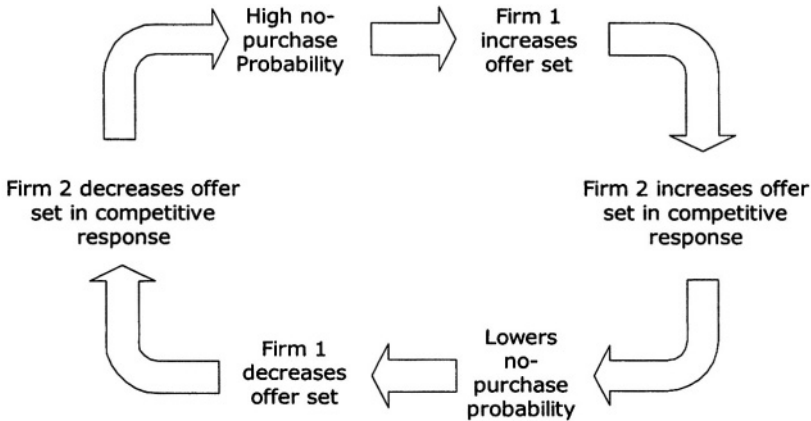 High no-
purchase
Probability
Firm 1
increases
offer set
Firm 2 increases offer
set in competitive
response
Lowers
no-
purchase
probability
Firm 1
decreases
offer set
Firm 2 decreases offer
set in competitive
response